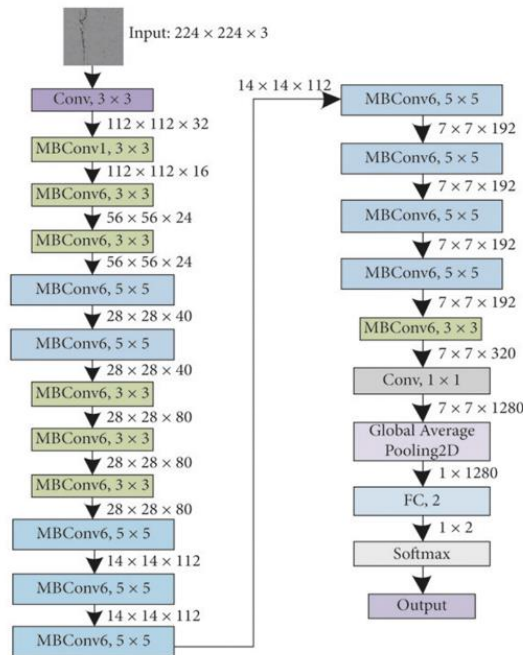 Input: 224 × 224 × 3
Conv, 3 × 3
112 × 112 × 32
MBConv1, 3 × 3
112 × 112 × 16
MBConv6, 3 × 3
56 × 56 × 24
MBConv6, 3 × 3
56 × 56 × 24
MBConv6, 5 × 5
28 × 28 × 40
MBConv6, 5 × 5
28 × 28 × 40
MBConv6, 3 × 3
28 × 28 × 80
MBConv6, 3 × 3
28 × 28 × 80
MBConv6, 3 × 3
28 × 28 × 80
MBConv6, 5 × 5
14 × 14 × 112
MBConv6, 5 × 5
14 × 14 × 112
MBConv6, 5 × 5
14 × 14 × 112
MBConv6, 5 × 5
7 × 7 × 192
MBConv6, 5 × 5
7 × 7 × 192
MBConv6, 5 × 5
7 × 7 × 192
MBConv6, 5 × 5
7 × 7 × 192
MBConv6, 3 × 3
7 × 7 × 320
Conv, 1 × 1
7 × 7 × 1280
Global Average
Pooling2D
1 × 1280
FC, 2
1 × 2
Softmax
Output